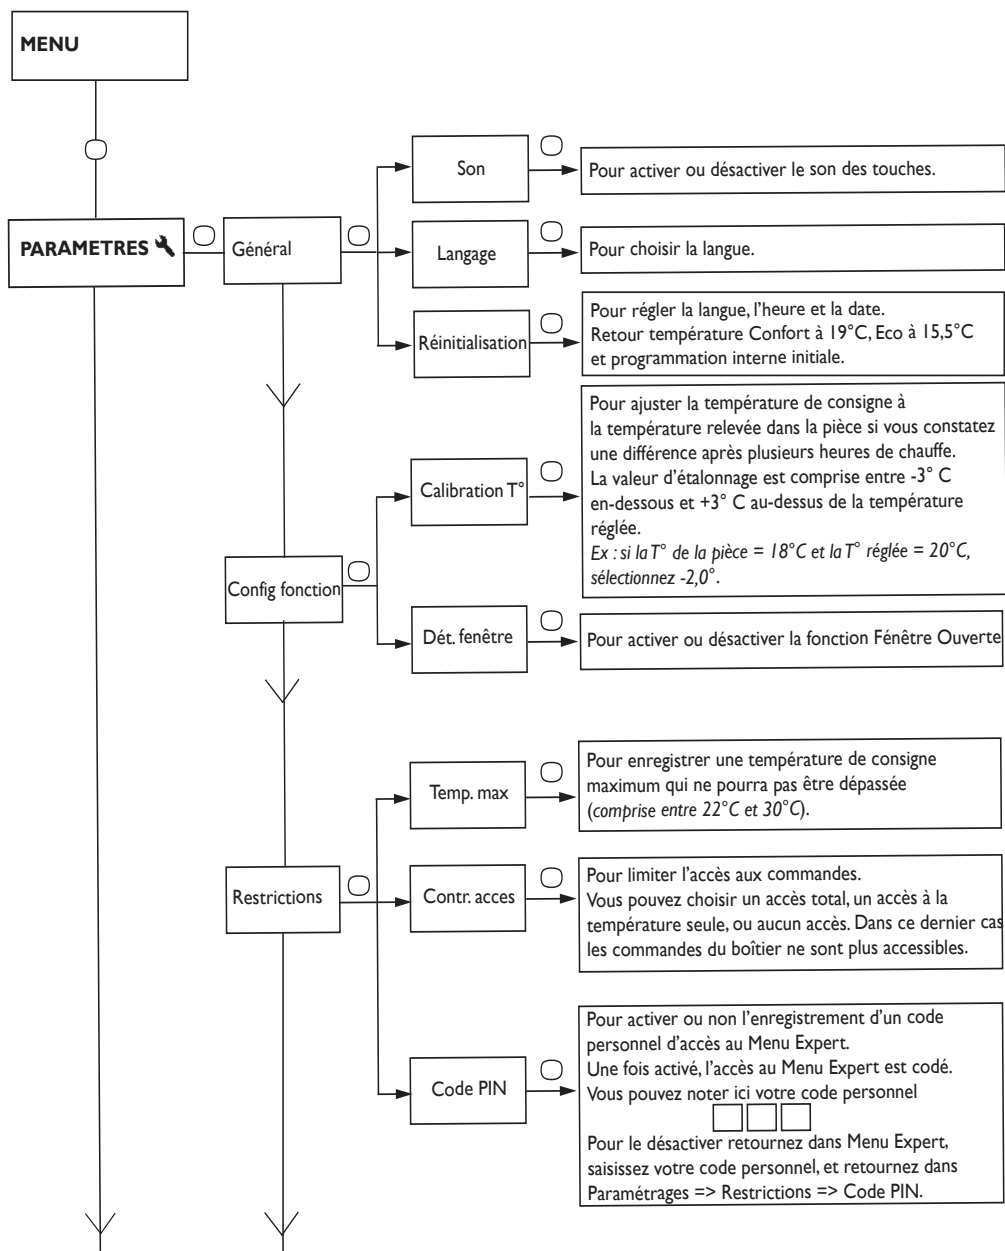 MENU
PARAMETRES
Général
Son
Pour activer ou désactiver le son des touches.
Langage
Pour choisir la langue.
Réinitialisation
Pour régler la langue, l'heure et la date.
Retour température Confort à 19°C, Eco à 15,5°C
et programmation interne initiale.
Config fonction
Calibration T°
Pour ajuster la température de consigne à
la température relevée dans la pièce si vous constatez
une différence après plusieurs heures de chauffe.
La valeur d'étalonnage est comprise entre -3° C
en-dessous et +3° C au-dessus de la température
réglée.
Ex : si la T° de la pièce = 18°C et la T° réglée = 20°C,
sélectionnez -2,0°.
Dét. fenêtre
Pour activer ou désactiver la fonction Fénêtre Ouverte
Restrictions
Temp. max
Pour enregistrer une température de consigne
maximum qui ne pourra pas être dépassée
(comprise entre 22°C et 30°C).
Contr. acces
Pour limiter l'accès aux commandes.
Vous pouvez choisir un accès total, un accès à la
température seule, ou aucun accès. Dans ce dernier cas
les commandes du boîtier ne sont plus accessibles.
Code PIN
Pour activer ou non l'enregistrement d'un code
personnel d'accès au Menu Expert.
Une fois activé, l'accès au Menu Expert est codé.
Vous pouvez noter ici votre code personnel
Pour le désactiver retournez dans Menu Expert,
saisissez votre code personnel, et retournez dans
Paramétrages => Restrictions => Code PIN.